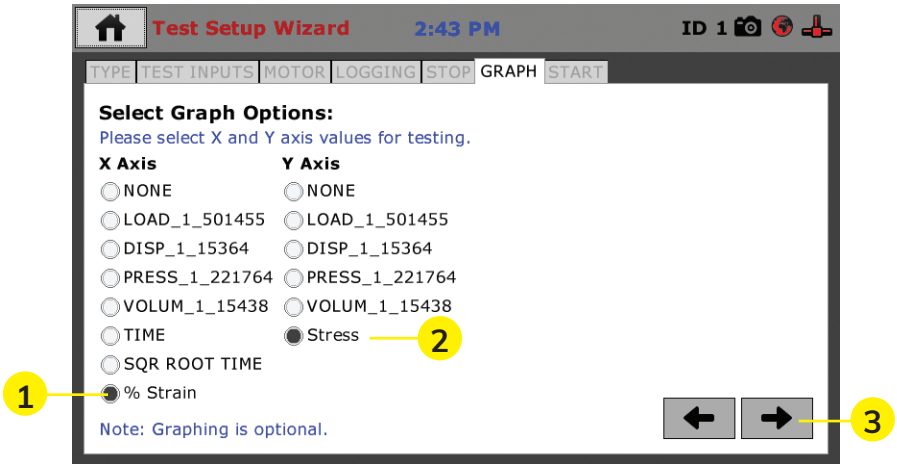 Test Setup Wizard 2:43 PM ID 1
TYPE TEST INPUTS MOTOR LOGGING STOP GRAPH START
Select Graph Options:
Please select X and Y axis values for testing.
X Axis Y Axis
NONE NONE
LOAD_1_501455 LOAD_1_501455
DISP_1_15364 DISP_1_15364
PRESS_1_221764 PRESS_1_221764
VOLUM_1_15438 VOLUM_1_15438
TIME Stress 2
SQR ROOT TIME
1 % Strain
3
Note: Graphing is optional.